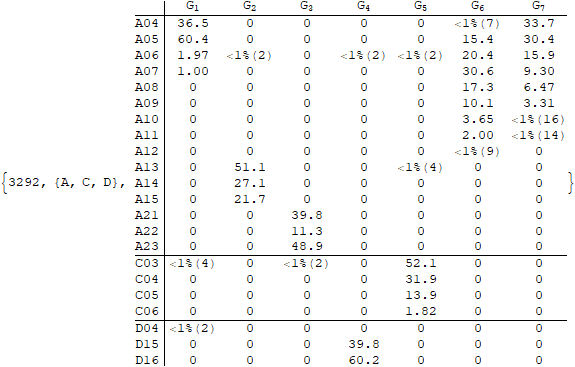 G1 G2 G3 G4 G5 G6 G7
A04 36.5 0 0 0 0 <1%(7) 33.7
A05 60.4 0 0 0 0 15.4 30.4
A06 1.97 <1%(2) 0 <1%(2) <1%(2) 20.4 15.9
A07 1.00 0 0 0 0 30.6 9.30
A08 0 0 0 0 0 17.3 6.47
A09 0 0 0 0 0 10.1 3.31
A10 0 0 0 0 0 3.65 <1%(16)
A11 0 0 0 0 0 2.00 <1%(14)
A12 0 0 0 0 0 <1%(9) 0
A13 0 51.1 0 0 <1%(4) 0 0
{3292, {A, C, D}, A14 0 27.1 0 0 0 0 0 }
A15 0 21.7 0 0 0 0 0
A21 0 0 39.8 0 0 0 0
A22 0 0 11.3 0 0 0 0
A23 0 0 48.9 0 0 0 0
C03 <1%(4) 0 <1%(2) 0 52.1 0 0
C04 0 0 0 0 31.9 0 0
C05 0 0 0 0 13.9 0 0
C06 0 0 0 0 1.82 0 0
D04 <1%(2) 0 0 0 0 0 0
D15 0 0 0 39.8 0 0 0
D16 0 0 0 60.2 0 0 0